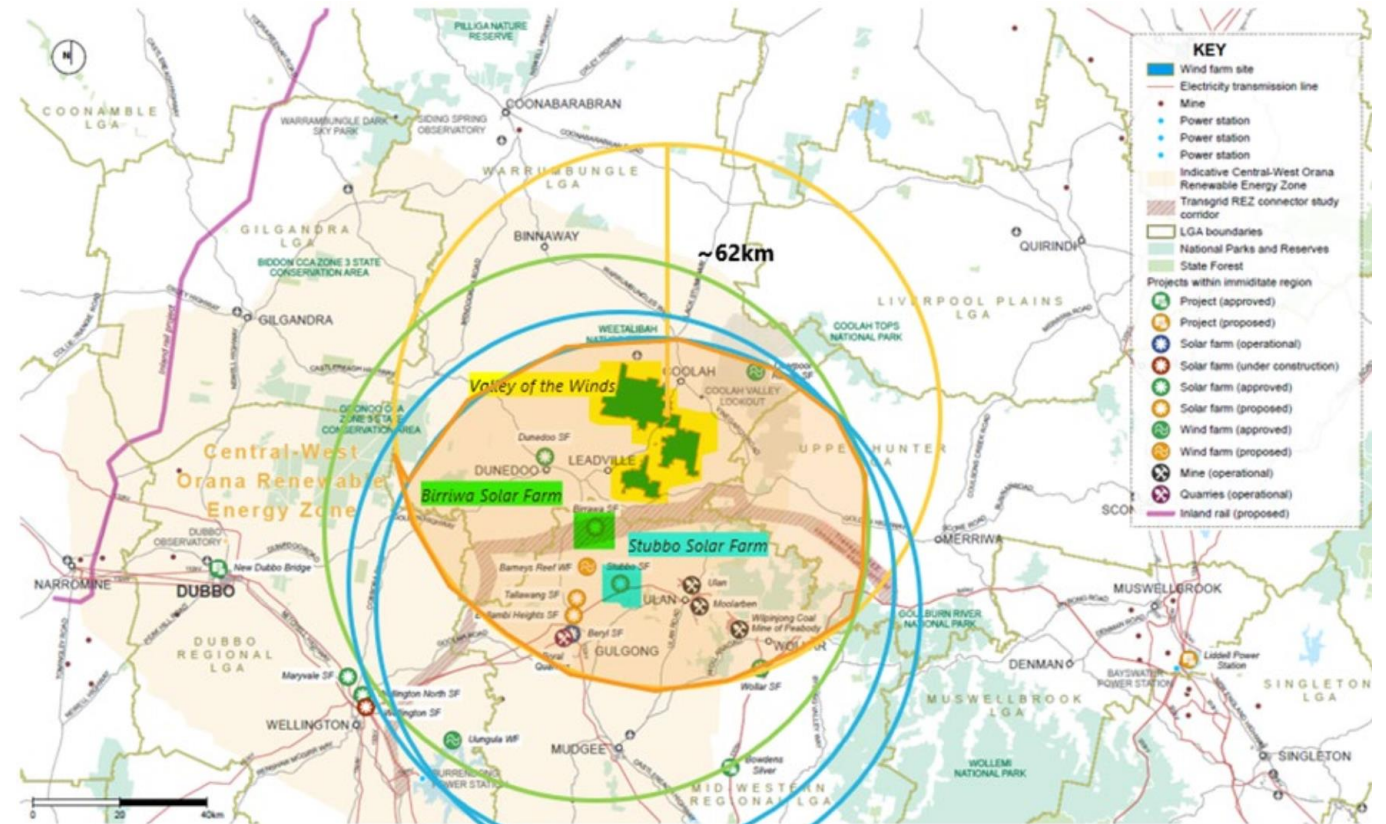 PILLIGA NATURE
RESERVE
COONABARABRAN
COONAMBLE
LGA
WARRUMBUNGLE DARK
SKY PARK
SIDING SPRING
OBSERVATORY
WARRUMBUNGLE
LGA
GILGANDRA
LGA
BIDDON CCA ZONE 3 STATE
CONSERVATION AREA
BINNAWAY
~62km
QUIRINDI
GILGANDRA
LIVERPOOL PLAINS
LGA
WEETALIBAH
COOLAH TOPS
NATIONAL PARK
Valley of the Winds
COOLAH
COOLAH VALLEY
LOOKOUT
ZONE 3 STATE
CONSERVATION AREA
Dunedoo SF
DUNEDOO
LEADVILLE
UPPER HUNTER
Central-West
Orana Renewable
Energy Zone
Birriwa Solar Farm
Stubbo Solar Farm
DUBBO
OBSERVATORY
MERRIWA
NARROMINE
New Dubbo Bridge
DUBBO
Barneys Reef WF
Stubbo SF
Tallawang SF
ULAN
Ulan
Moolarben
Wilpinjong Coal
Mine of Peabody
Beryl SF
GULGONG
GOULBURN RIVER
NATIONAL PARK
MUSWELLBROOK
DUBBO
REGIONAL
LGA
Maryvale SF
Wellington SF
WELLINGTON
Uungula WF
Wollar SF
MUDGEE
Bowdens
Silver
MID-WESTERN
REGIONAL LGA
DENMAN
BAYSWATER
POWER STATION
Liddell Power
Station
MUSWELLBROOK
LGA
WOLLEMI
NATIONAL PARK
SINGLETON
LGA
SINGLETON
Inland rail project
0 20 40km
N
KEY
Wind farm site
Electricity transmission line
Mine
Power station
Power station
Power station
Indicative Central-West Orana
Renewable Energy Zone
Transgrid REZ connector study
corridor
LGA boundaries
National Parks and Reserves
State Forest
Projects within immiditate region
Project (approved)
Project (proposed)
Solar farm (operational)
Solar farm (under construction)
Solar farm (approved)
Solar farm (proposed)
Wind farm (approved)
Wind farm (proposed)
Mine (operational)
Quarries (operational)
Inland rail (proposed)